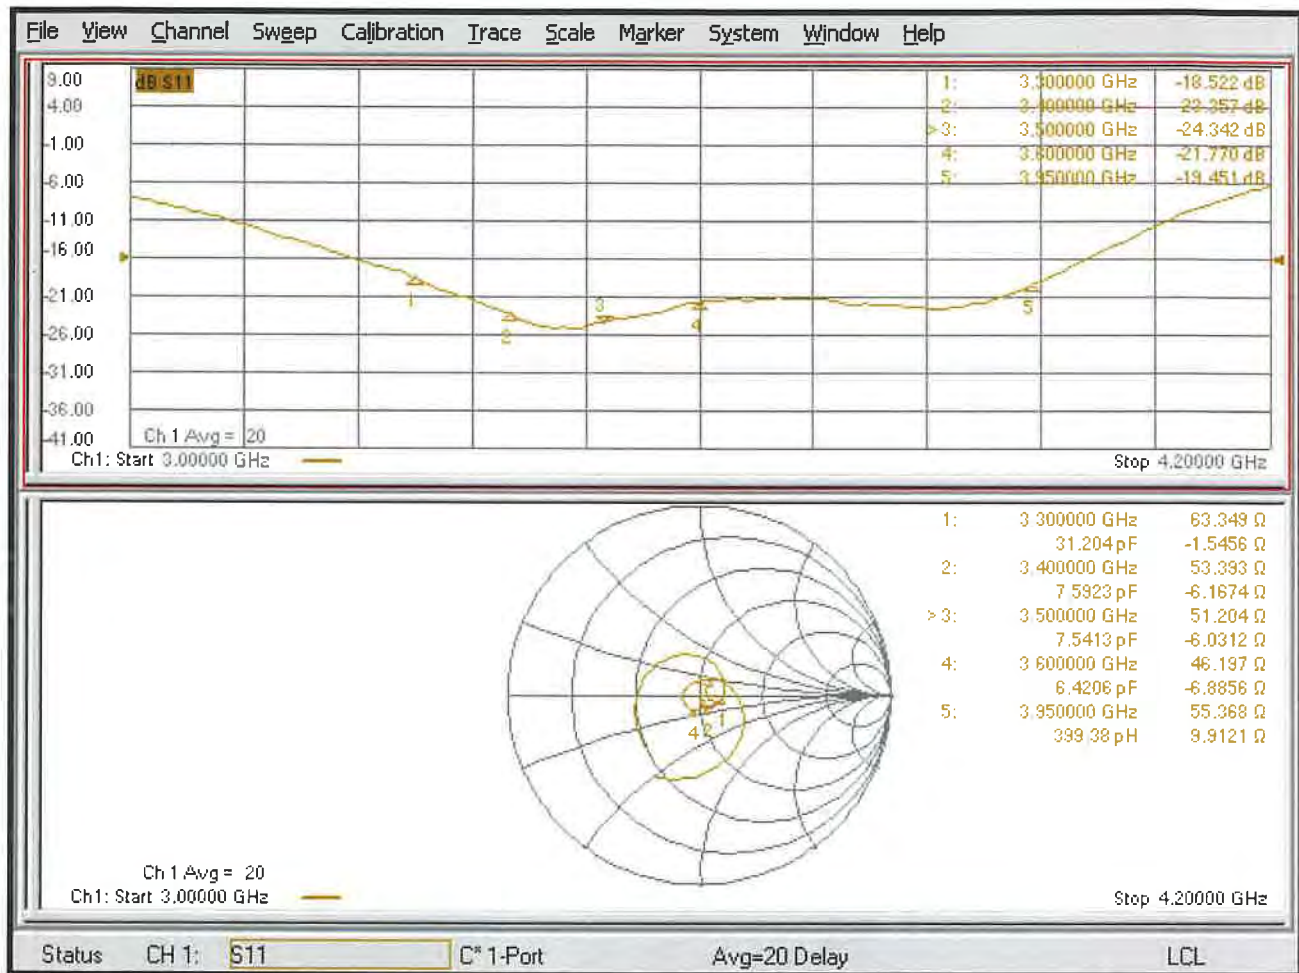 File View Channel Sweep Calibration Trace Scale Marker System Window Help
9.00
4.00
-1.00
-6.00
-11.00
-16.00
-21.00
-26.00
-31.00
-36.00
-41.00
dB S11
1: 3.300000 GHz -18.522 dB
2: 3.400000 GHz -23.357 dB
>3: 3.500000 GHz -24.342 dB
4: 3.600000 GHz -21.770 dB
5: 3.950000 GHz -19.451 dB
1
2
3
4
5
Ch 1 Avg = 20
Ch1: Start 3.00000 GHz
Stop 4.20000 GHz
1: 3.300000 GHz 63.349 Ω
31.204 pF -1.5456 Ω
2: 3.400000 GHz 53.393 Ω
7.5923 pF -6.1674 Ω
>3: 3.500000 GHz 51.204 Ω
7.5413 pF -6.0312 Ω
4: 3.600000 GHz 46.197 Ω
6.4206 pF -6.8856 Ω
5: 3.950000 GHz 55.368 Ω
399.38 pH 9.9121 Ω
1
4 2
Ch 1 Avg = 20
Ch1: Start 3.00000 GHz
Stop 4.20000 GHz
Status CH 1: S11 C* 1-Port Avg=20 Delay LCL